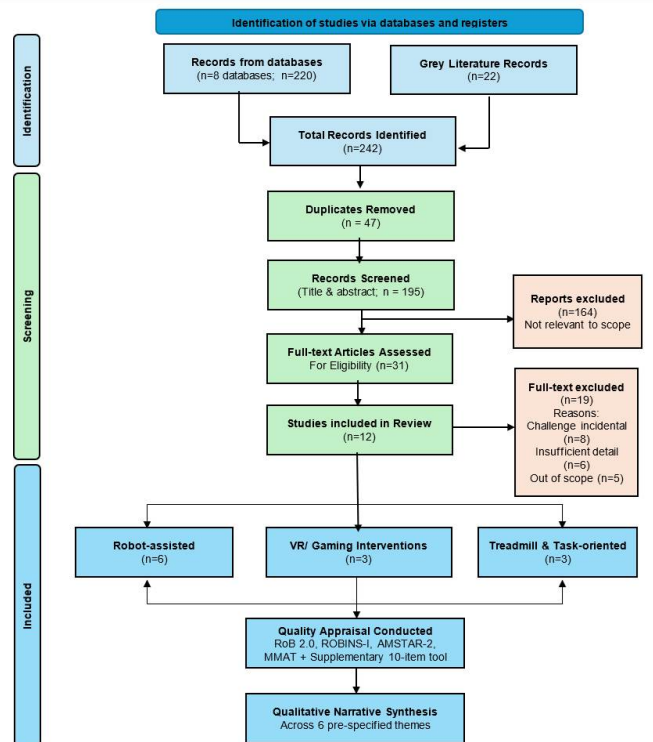 Identification of studies via databases and registers
Identification
Records from databases
(n=8 databases; n=220)
Grey Literature Records
(n=22)
Total Records Identified
(n=242)
Screening
Duplicates Removed
(n = 47)
Records Screened
(Title & abstract; n = 195)
Reports excluded
(n=164)
Not relevant to scope
Full-text Articles Assessed
For Eligibility (n=31)
Full-text excluded
(n=19)
Reasons:
Challenge incidental
(n=8)
Insufficient detail
(n=6)
Out of scope (n=5)
Studies included in Review
(n=12)
Included
Robot-assisted
(n=6)
VR/ Gaming Interventions
(n=3)
Treadmill & Task-oriented
(n=3)
Quality Appraisal Conducted
RoB 2.0, ROBINS-I, AMSTAR-2,
MMAT + Supplementary 10-item tool
Qualitative Narrative Synthesis
Across 6 pre-specified themes